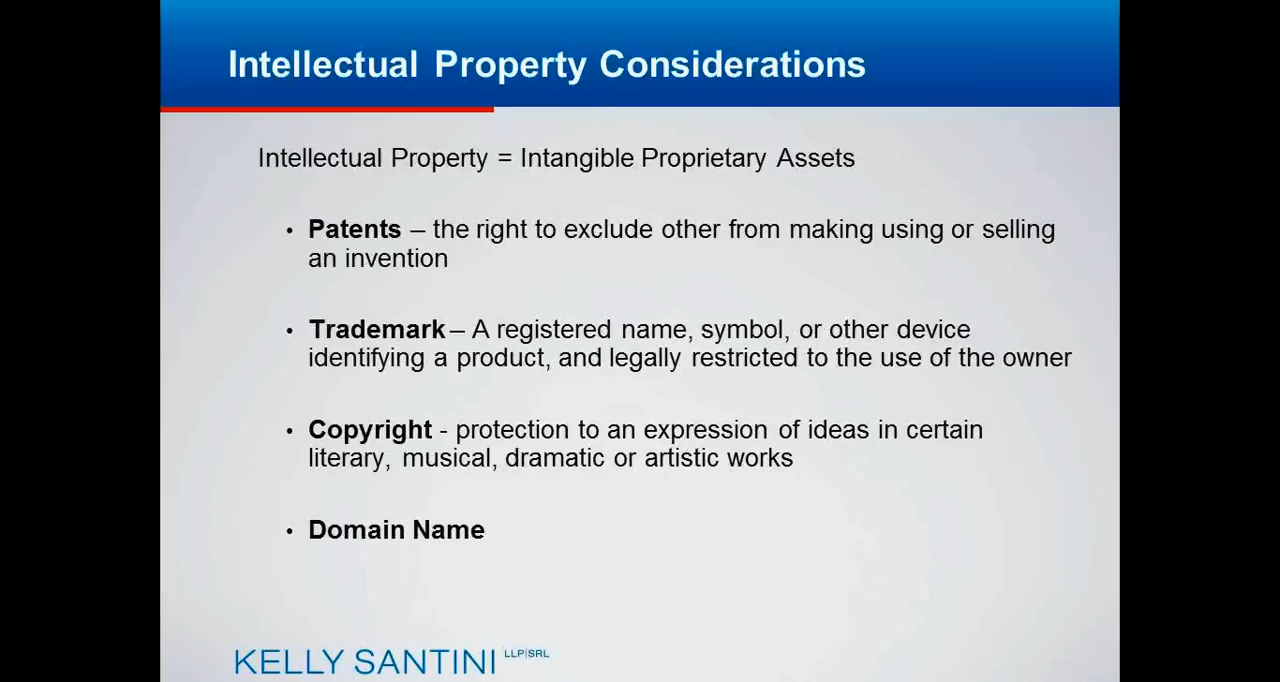 Intellectual Property Considerations
Intellectual Property = Intangible Proprietary Assets
• Patents – the right to exclude other from making using or selling
an invention
• Trademark – A registered name, symbol, or other device
identifying a product, and legally restricted to the use of the owner
• Copyright - protection to an expression of ideas in certain
literary, musical, dramatic or artistic works
• Domain Name
KELLY SANTINI LLP|SRL